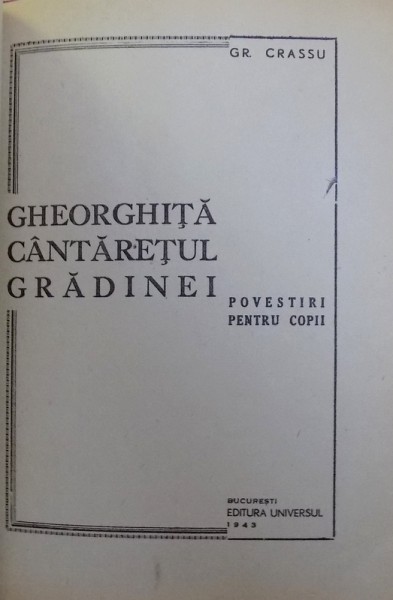 GR. CRASSU
GHEORGHIȚĂ
CÂNTĂREȚUL
GRĂDINEI
POVESTIRI
PENTRU COPII
BUCUREȘTI
EDITURA UNIVERSUL
1943